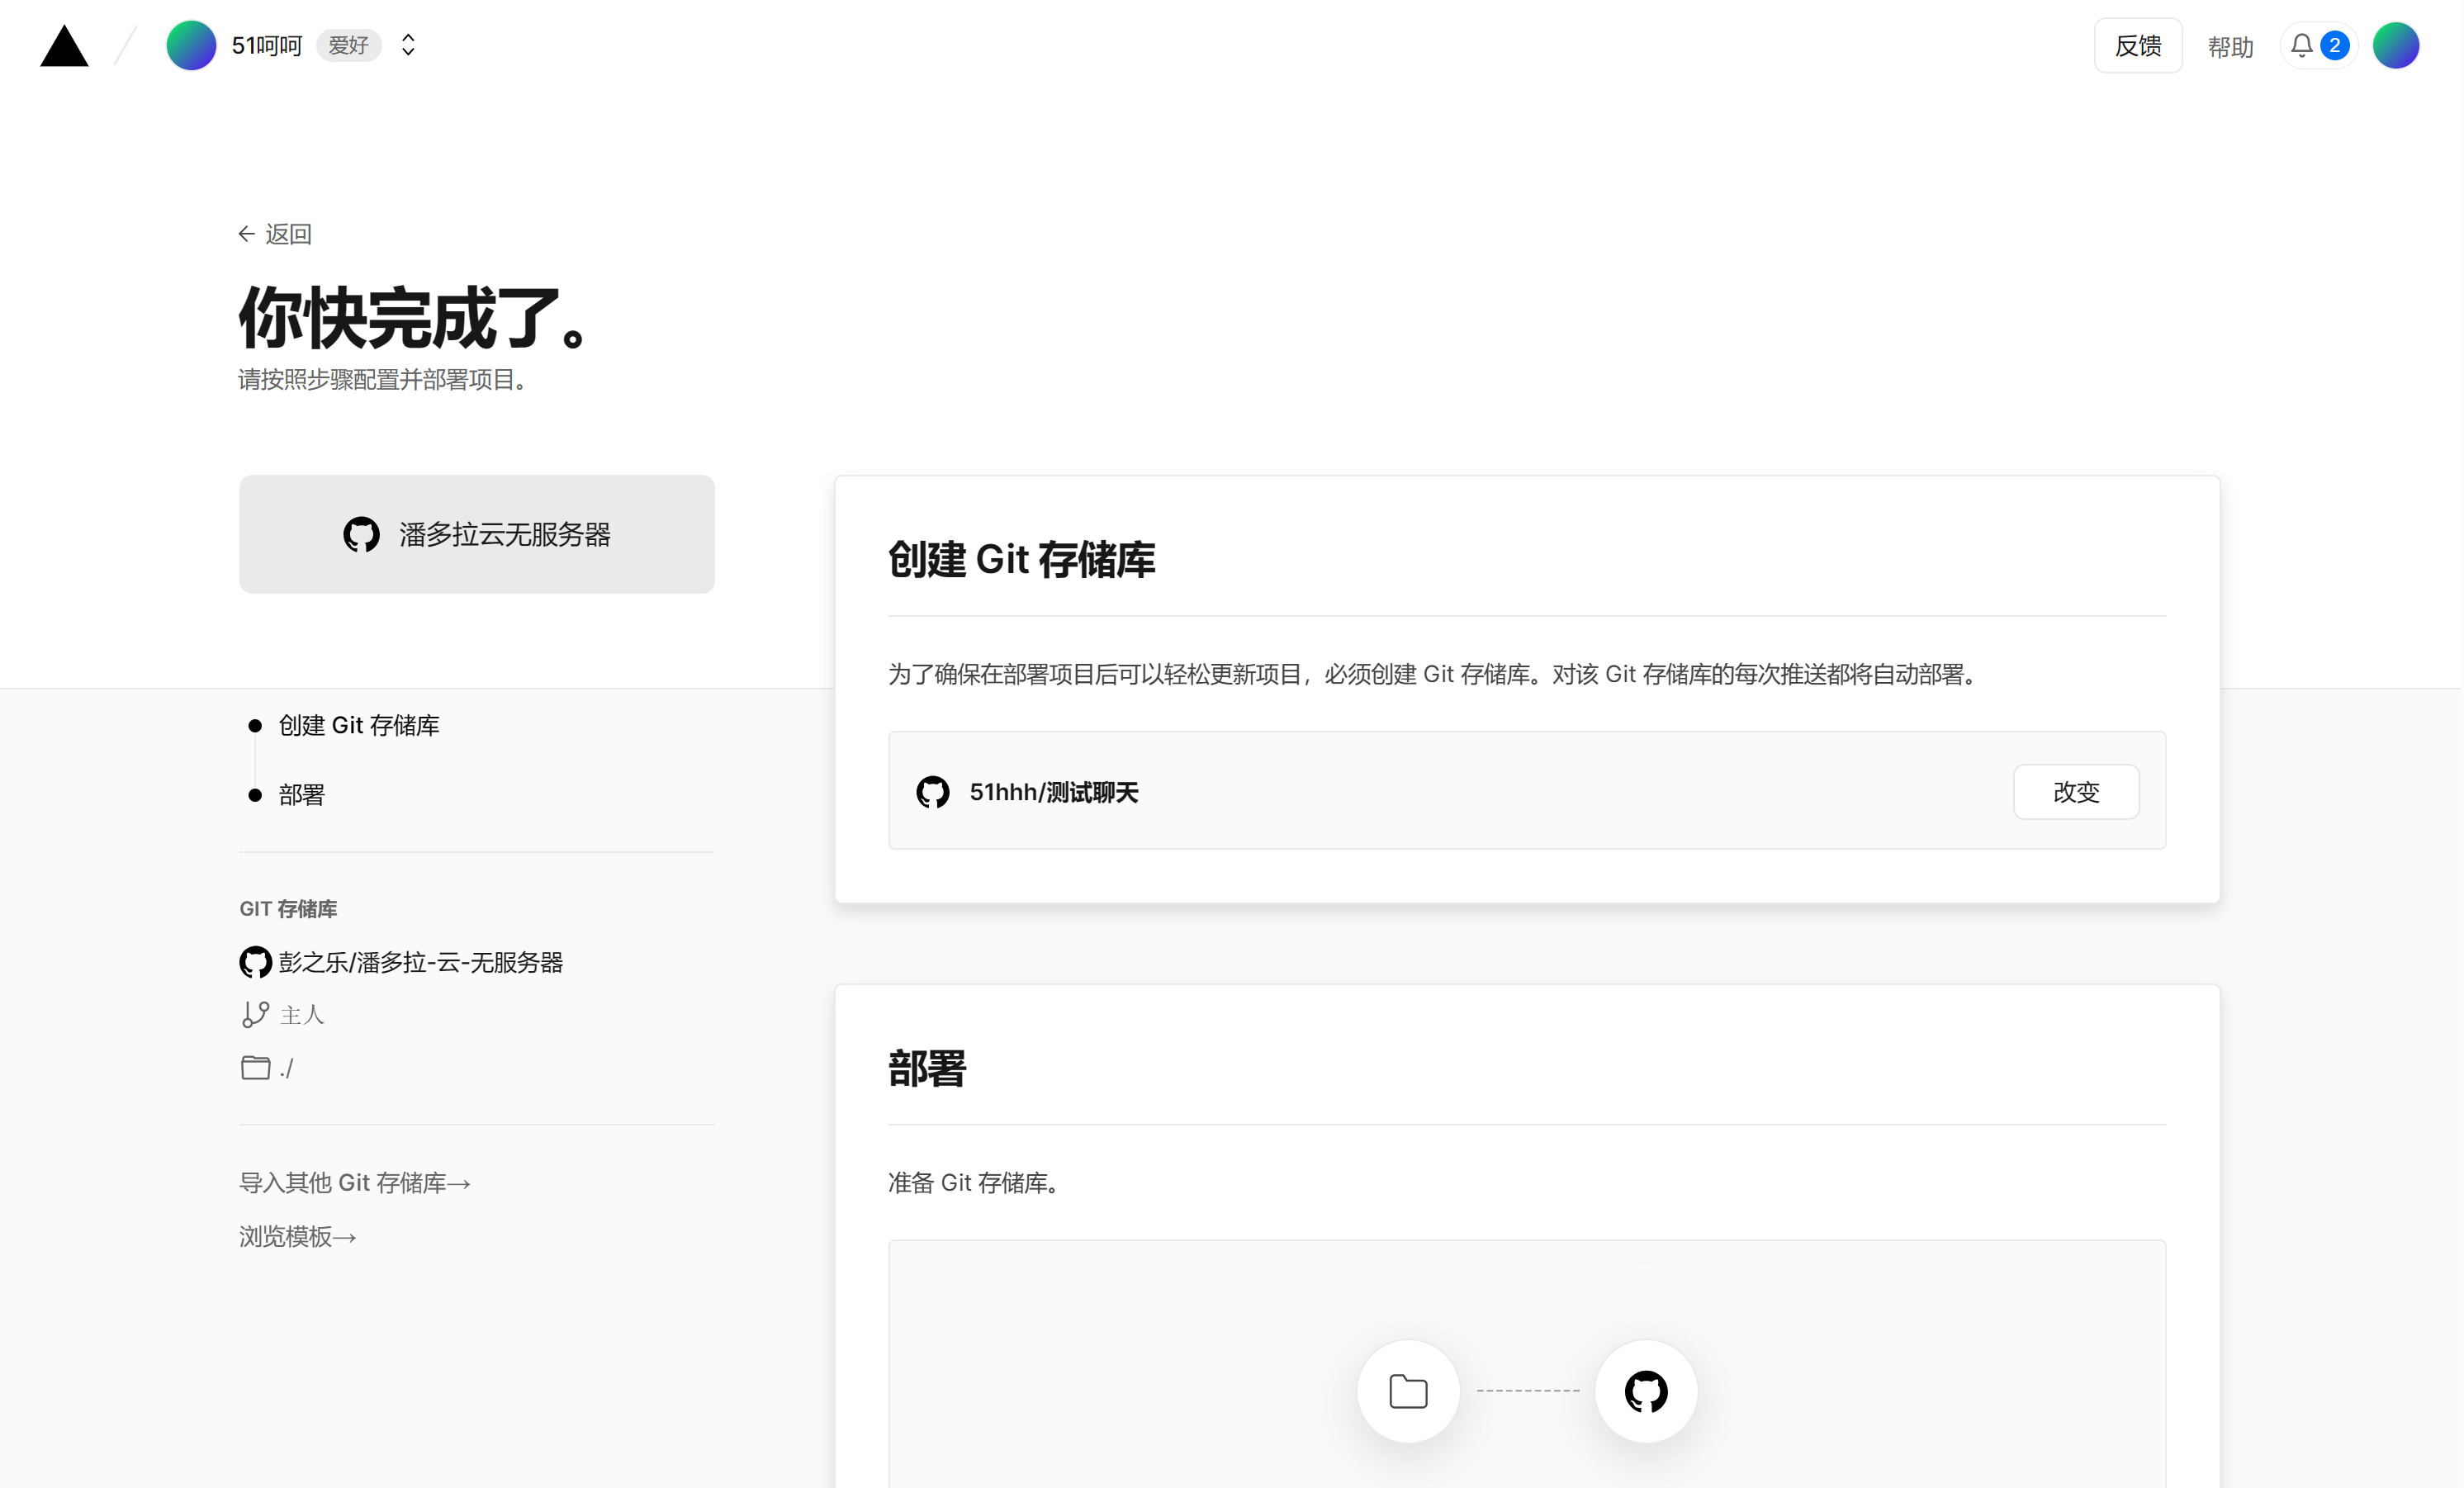 51呵呵 爱好
反馈 帮助 2
返回
你快完成了。
请按照步骤配置并部署项目。
潘多拉云无服务器
创建 Git 存储库
部署
GIT 存储库
彭之乐/潘多拉-云-无服务器
主人
./
导入其他 Git 存储库→
浏览模板→
创建 Git 存储库
为了确保在部署项目后可以轻松更新项目，必须创建 Git 存储库。对该 Git 存储库的每次推送都将自动部署。
51hhh/测试聊天 改变
部署
准备 Git 存储库。